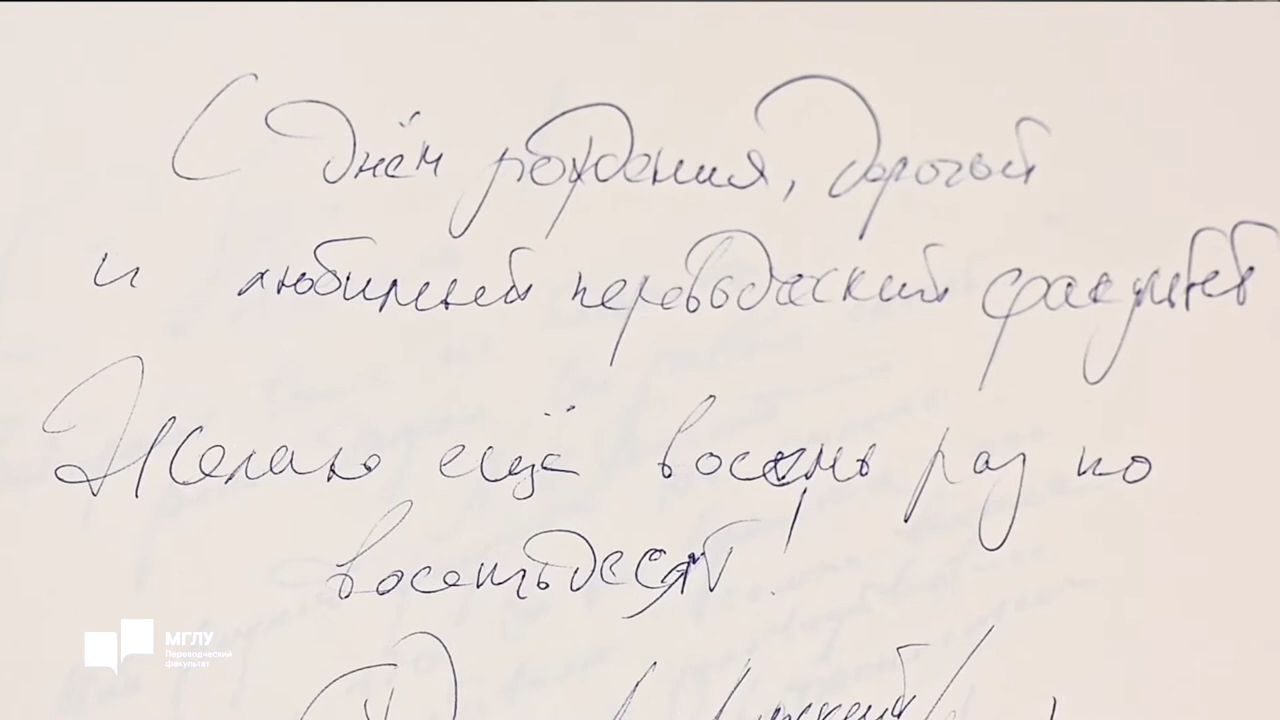 С днём рождения, дорогой
и любимый переводческий факультет
Желаю ещё восемь раз по
восемьдесят!
МГЛУ
Переводческий
факультет